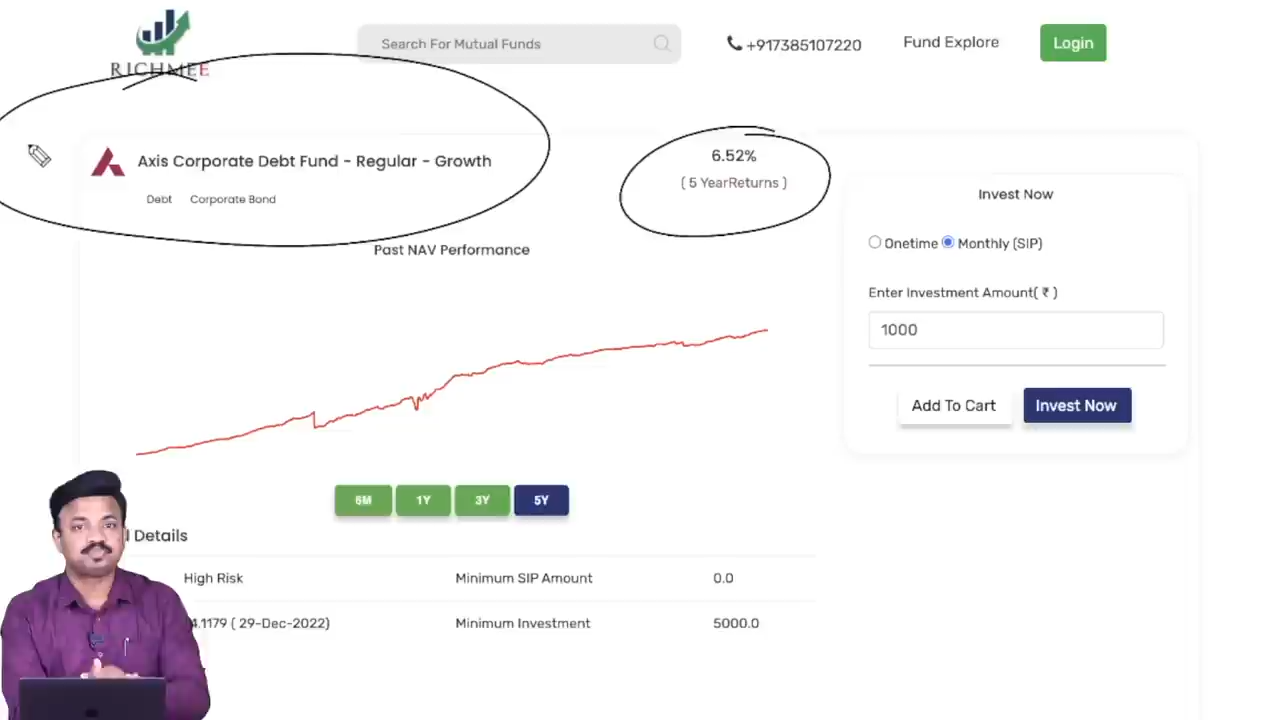 RICHMEE
Search For Mutual Funds
+917385107220
Fund Explore
Login
Axis Corporate Debt Fund - Regular - Growth
Debt Corporate Bond
6.52%
( 5 YearReturns )
Past NAV Performance
Invest Now
Onetime Monthly (SIP)
Enter Investment Amount( ₹ )
1000
Add To Cart Invest Now
6M 1Y 3Y 5Y
Details
High Risk Minimum SIP Amount 0.0
4.1179 ( 29-Dec-2022) Minimum Investment 5000.0